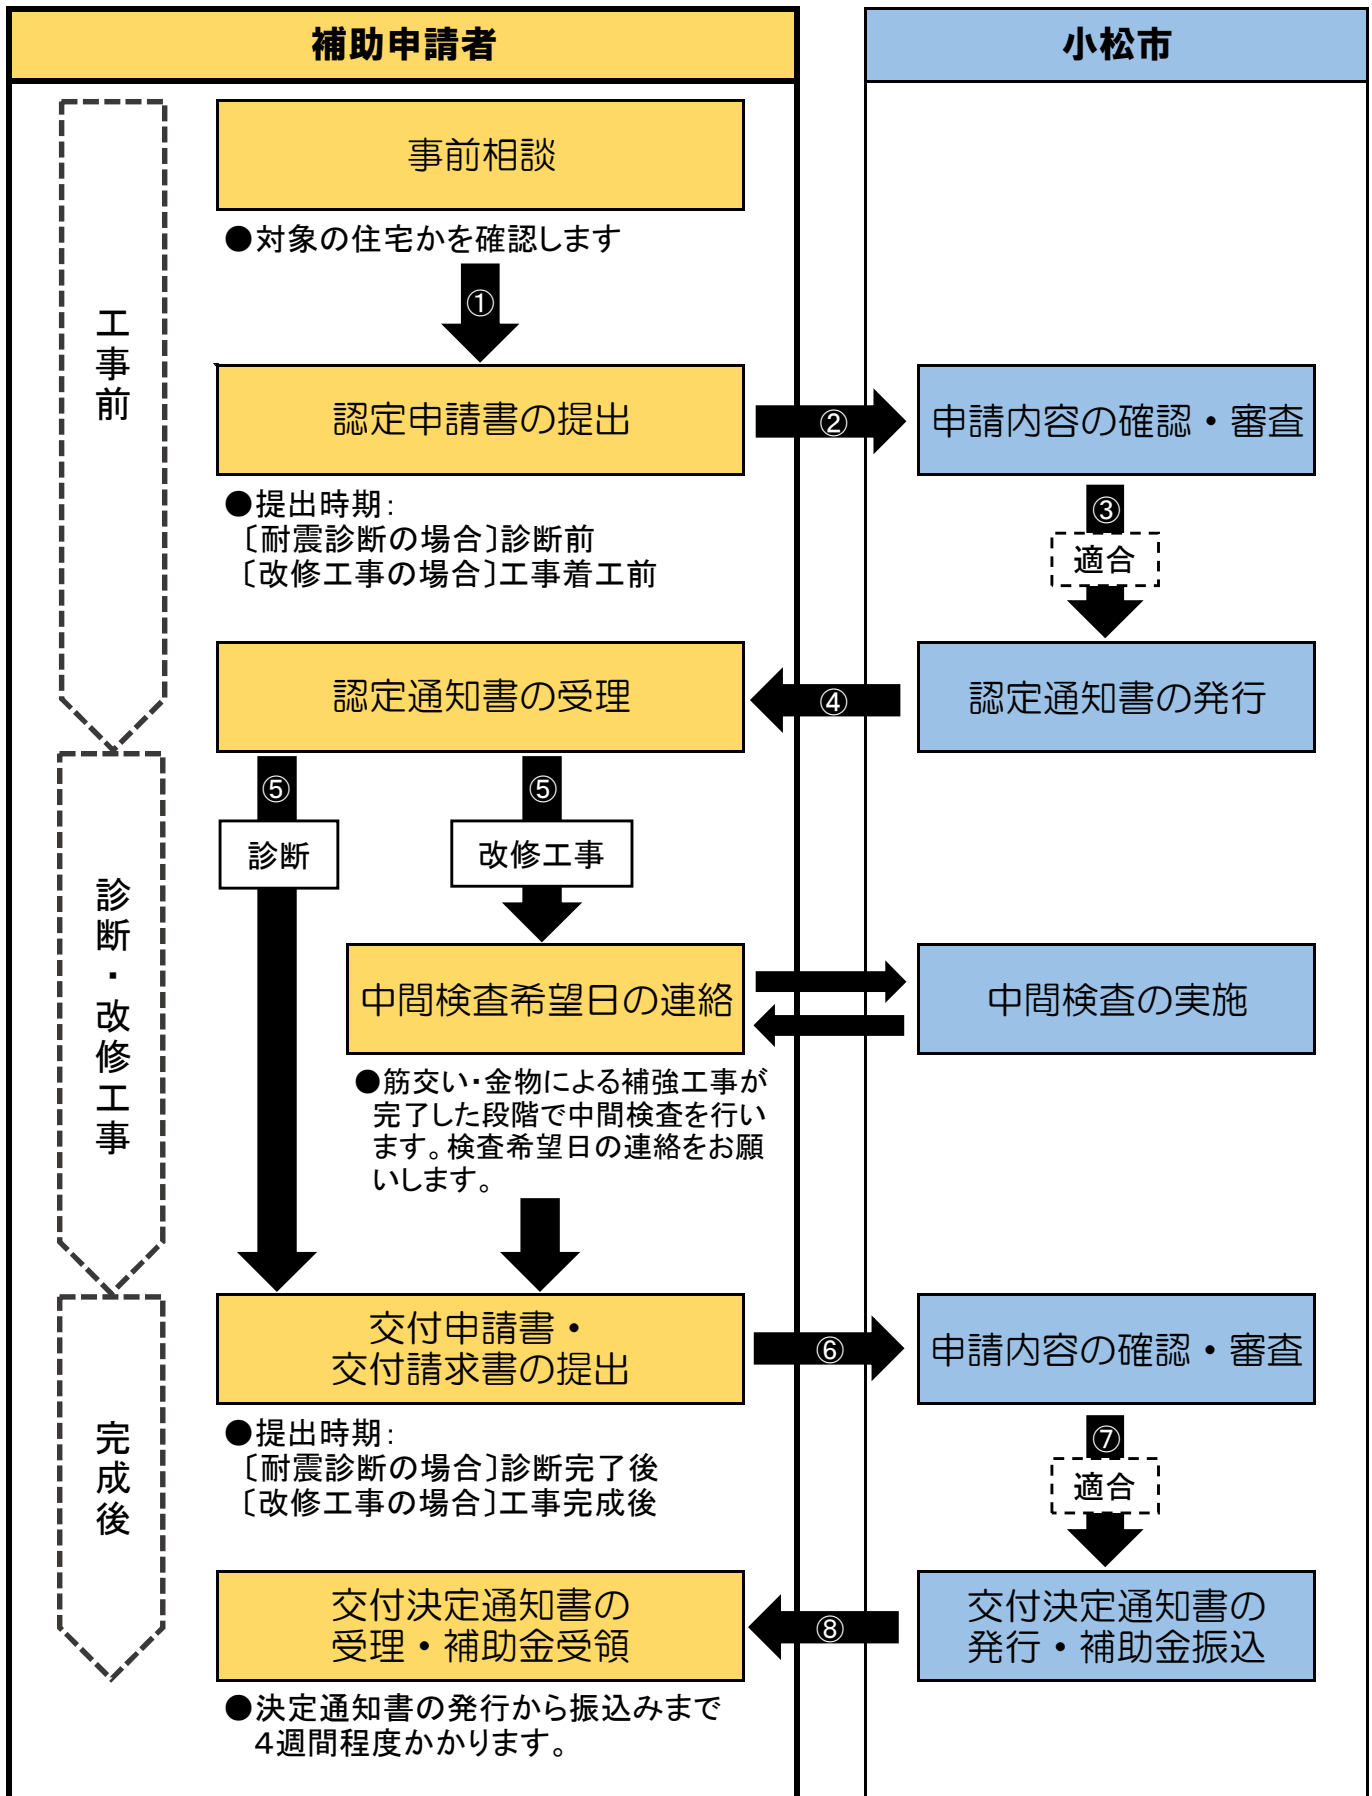 補助申請者
小松市
工事前
事前相談
●対象の住宅かを確認します
①
認定申請書の提出
②
申請内容の確認・審査
●提出時期:
〔耐震診断の場合〕診断前
〔改修工事の場合〕工事着工前
③
適合
認定通知書の受理
④
認定通知書の発行
診断・改修工事
⑤
⑤
診断
改修工事
中間検査希望日の連絡
中間検査の実施
●筋交い・金物による補強工事が
完了した段階で中間検査を行い
ます。検査希望日の連絡をお願
いします。
完成後
交付申請書・
交付請求書の提出
⑥
申請内容の確認・審査
●提出時期:
〔耐震診断の場合〕診断完了後
〔改修工事の場合〕工事完成後
⑦
適合
交付決定通知書の
受理・補助金受領
⑧
交付決定通知書の
発行・補助金振込
●決定通知書の発行から振込みまで
4週間程度かかります。